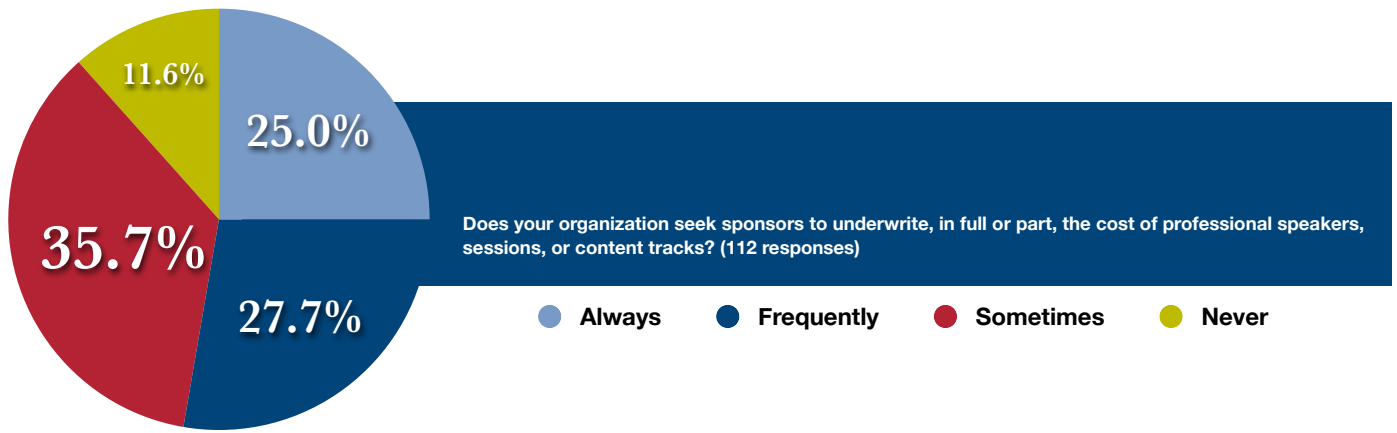 11.6%
25.0%
35.7%
27.7%
Does your organization seek sponsors to underwrite, in full or part, the cost of professional speakers,
sessions, or content tracks? (112 responses)
Always Frequently Sometimes Never